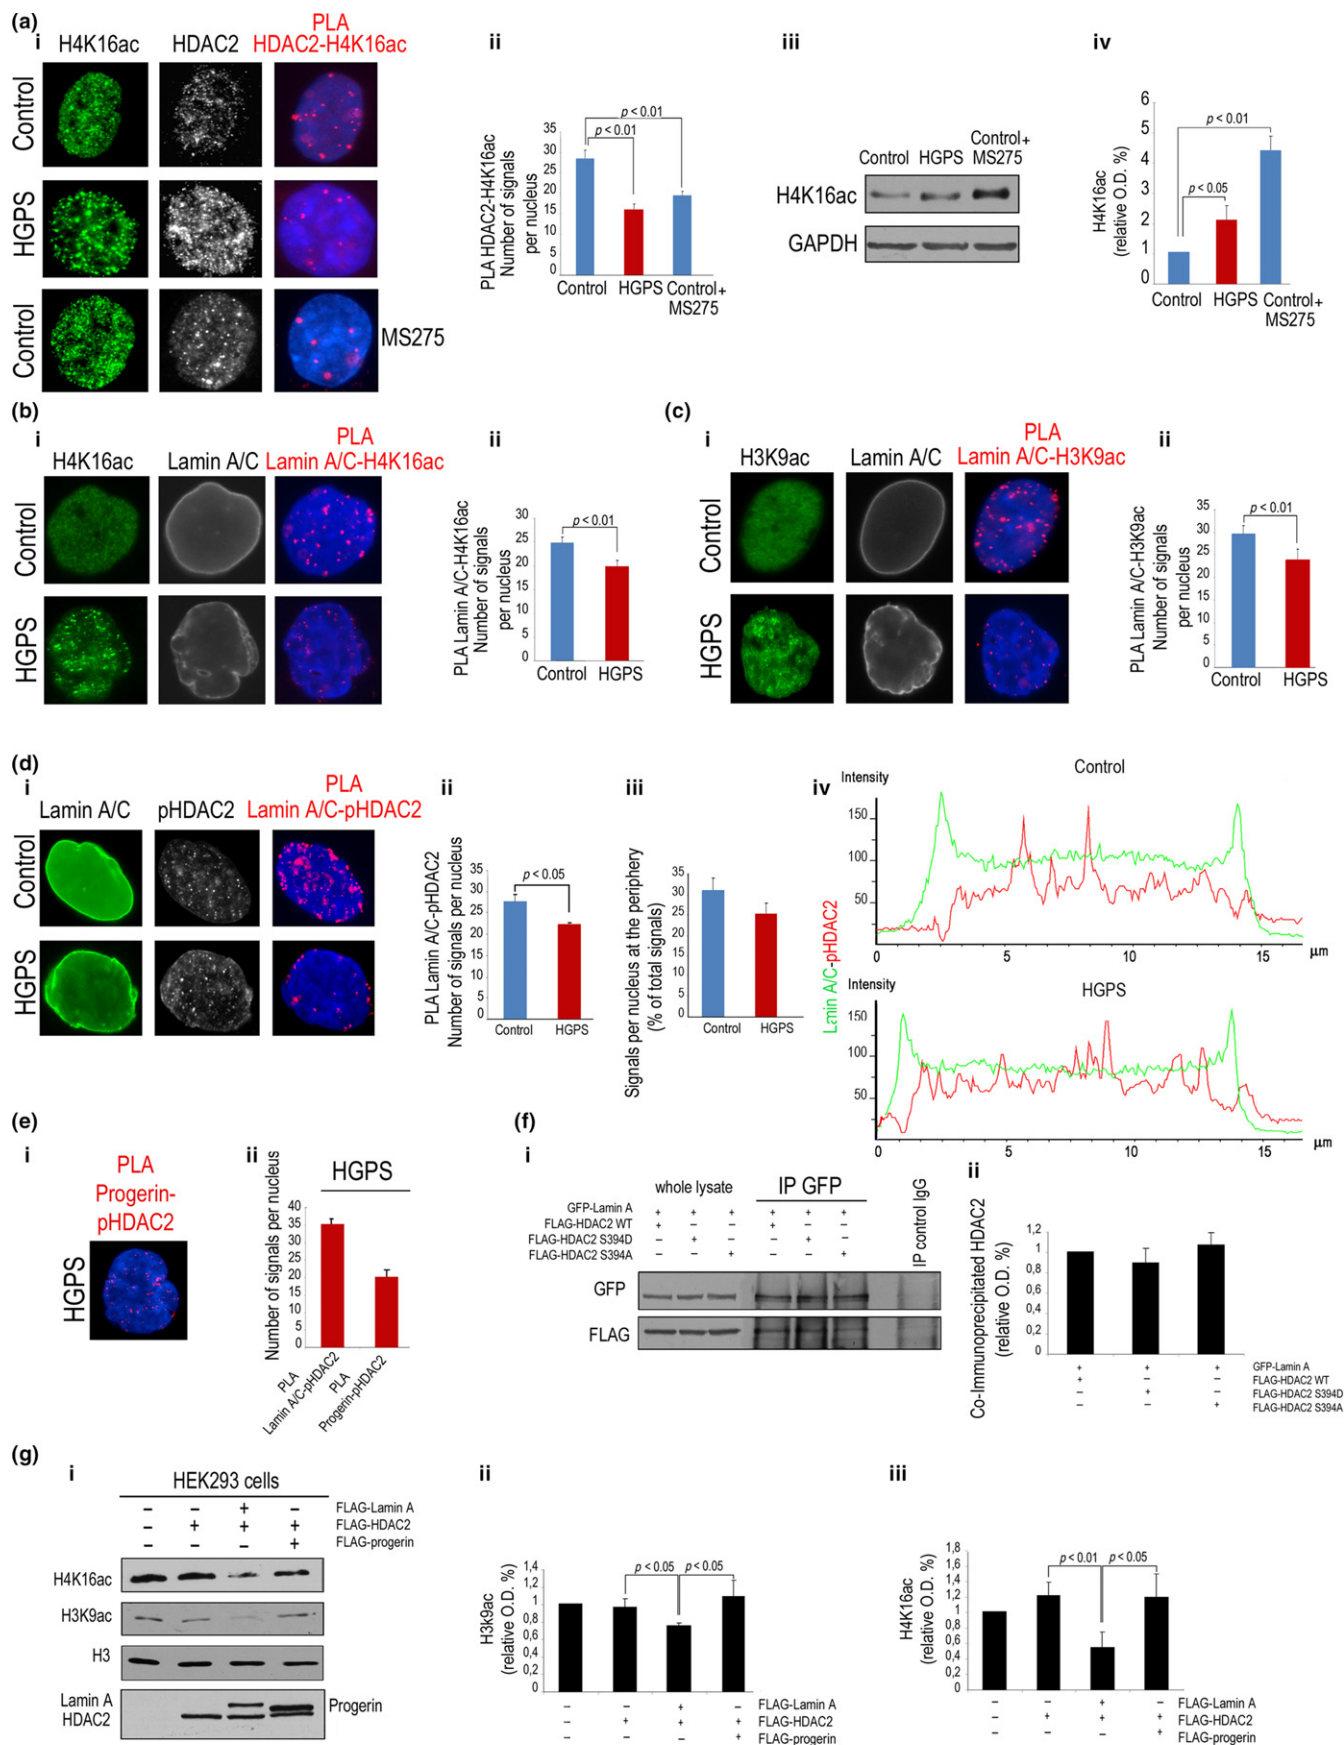 (a)
i
H4K16ac
HDAC2
PLA
HDAC2-H4K16ac
Control
HGPS
Control
MS275
ii
PLA HDAC2-H4K16ac
Number of signals
per nucleus
35
30
25
20
15
10
5
0
p < 0.01
p < 0.01
Control
HGPS
Control+
MS275
iii
Control
HGPS
Control+
MS275
H4K16ac
GAPDH
iv
H4K16ac
(relative O.D. %)
6
5
4
3
2
1
0
p < 0.01
p < 0.05
Control
HGPS
Control+
MS275
(b)
i
H4K16ac
Lamin A/C
PLA
Lamin A/C-H4K16ac
Control
HGPS
ii
PLA Lamin A/C-H4K16ac
Number of signals
per nucleus
30
25
20
15
10
5
0
p < 0.01
Control
HGPS
(c)
i
H3K9ac
Lamin A/C
PLA
Lamin A/C-H3K9ac
Control
HGPS
ii
PLA Lamin A/C-H3K9ac
Number of signals
per nucleus
35
30
25
20
15
10
5
0
p < 0.01
Control
HGPS
(d)
i
Lamin A/C
pHDAC2
PLA
Lamin A/C-pHDAC2
Control
HGPS
ii
PLA Lamin A/C-pHDAC2
Number of signals per nucleus
35
30
25
20
15
10
5
0
p < 0.05
Control
HGPS
iii
Signals per nucleus at the periphery
(% of total signals)
35
31
25
20
15
10
5
0
Control
HGPS
iv
Lamin A/C-pHDAC2
Intensity
Control
150
100
50
0
5
10
15
µm
Intensity
HGPS
150
100
50
0
5
10
15
µm
(e)
i
PLA
Progerin-
pHDAC2
HGPS
ii
HGPS
Number of signals per nucleus
40
35
30
25
20
15
10
5
0
PLA
Lamin A/C-pHDAC2
PLA
Progerin-pHDAC2
(f)
i
whole lysate
IP GFP
IP control IgG
GFP-Lamin A + + + + + +
FLAG-HDAC2 WT + – – + – –
FLAG-HDAC2 S394D – + – – + –
FLAG-HDAC2 S394A – – + – – +
GFP
FLAG
ii
Co-Immunoprecipitated HDAC2
(relative O.D. %)
1,2
1
0,8
0,6
0,4
0,2
0
+ + + GFP-Lamin A
+ – – FLAG-HDAC2 WT
– + – FLAG-HDAC2 S394D
– – + FLAG-HDAC2 S394A
(g)
i
HEK293 cells
– – + – FLAG-Lamin A
– + + + FLAG-HDAC2
– – – + FLAG-progerin
H4K16ac
H3K9ac
H3
Lamin A
HDAC2
Progerin
ii
H3k9ac
(relative O.D. %)
1,4
1,2
1,0
0,8
0,6
0,4
0,2
0
p < 0.05
p < 0.05
– – + – FLAG-Lamin A
– + + + FLAG-HDAC2
– – – + FLAG-progerin
iii
H4K16ac
(relative O.D. %)
1,8
1,6
1,4
1,2
1,0
0,8
0,6
0,4
0,2
0
p < 0.01
p < 0.05
– – + – FLAG-Lamin A
– + + + FLAG-HDAC2
– – – + FLAG-progerin